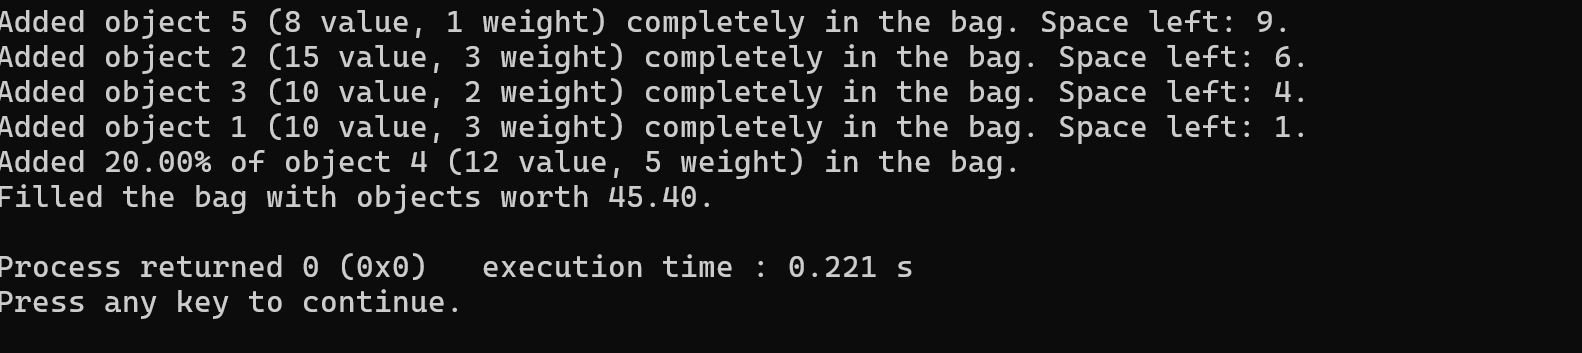 Added object 5 (8 value, 1 weight) completely in the bag. Space left: 9.
Added object 2 (15 value, 3 weight) completely in the bag. Space left: 6.
Added object 3 (10 value, 2 weight) completely in the bag. Space left: 4.
Added object 1 (10 value, 3 weight) completely in the bag. Space left: 1.
Added 20.00% of object 4 (12 value, 5 weight) in the bag.
Filled the bag with objects worth 45.40.
Process returned 0 (0x0)   execution time : 0.221 s
Press any key to continue.